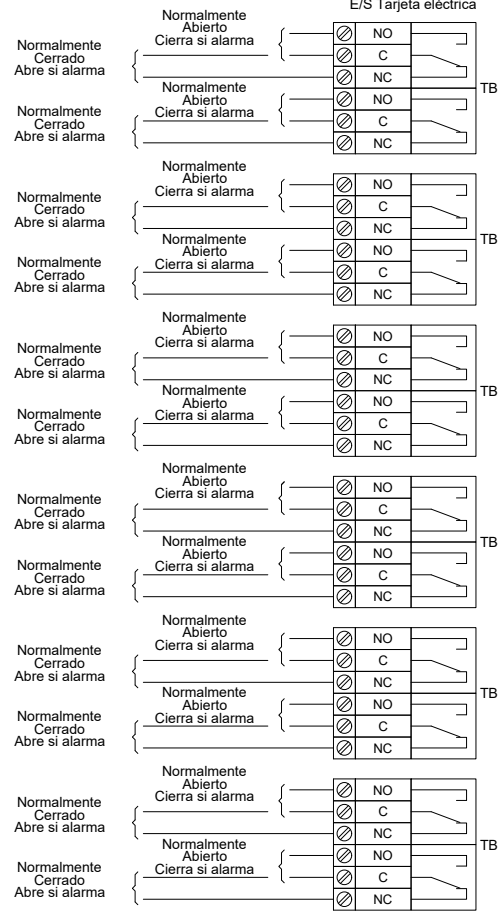 E/S Tarjeta eléctrica
Normalmente
Abierto
Cierra si alarma
Normalmente
Cerrado
Abre si alarma
NO
C
NC
Normalmente
Abierto
Cierra si alarma
Normalmente
Cerrado
Abre si alarma
NO
C
NC
TB
Normalmente
Abierto
Cierra si alarma
Normalmente
Cerrado
Abre si alarma
NO
C
NC
Normalmente
Abierto
Cierra si alarma
Normalmente
Cerrado
Abre si alarma
NO
C
NC
TB
Normalmente
Abierto
Cierra si alarma
Normalmente
Cerrado
Abre si alarma
NO
C
NC
Normalmente
Abierto
Cierra si alarma
Normalmente
Cerrado
Abre si alarma
NO
C
NC
TB
Normalmente
Abierto
Cierra si alarma
Normalmente
Cerrado
Abre si alarma
NO
C
NC
Normalmente
Abierto
Cierra si alarma
Normalmente
Cerrado
Abre si alarma
NO
C
NC
TB
Normalmente
Abierto
Cierra si alarma
Normalmente
Cerrado
Abre si alarma
NO
C
NC
Normalmente
Abierto
Cierra si alarma
Normalmente
Cerrado
Abre si alarma
NO
C
NC
TB
Normalmente
Abierto
Cierra si alarma
Normalmente
Cerrado
Abre si alarma
NO
C
NC
Normalmente
Abierto
Cierra si alarma
Normalmente
Cerrado
Abre si alarma
NO
C
NC
TB